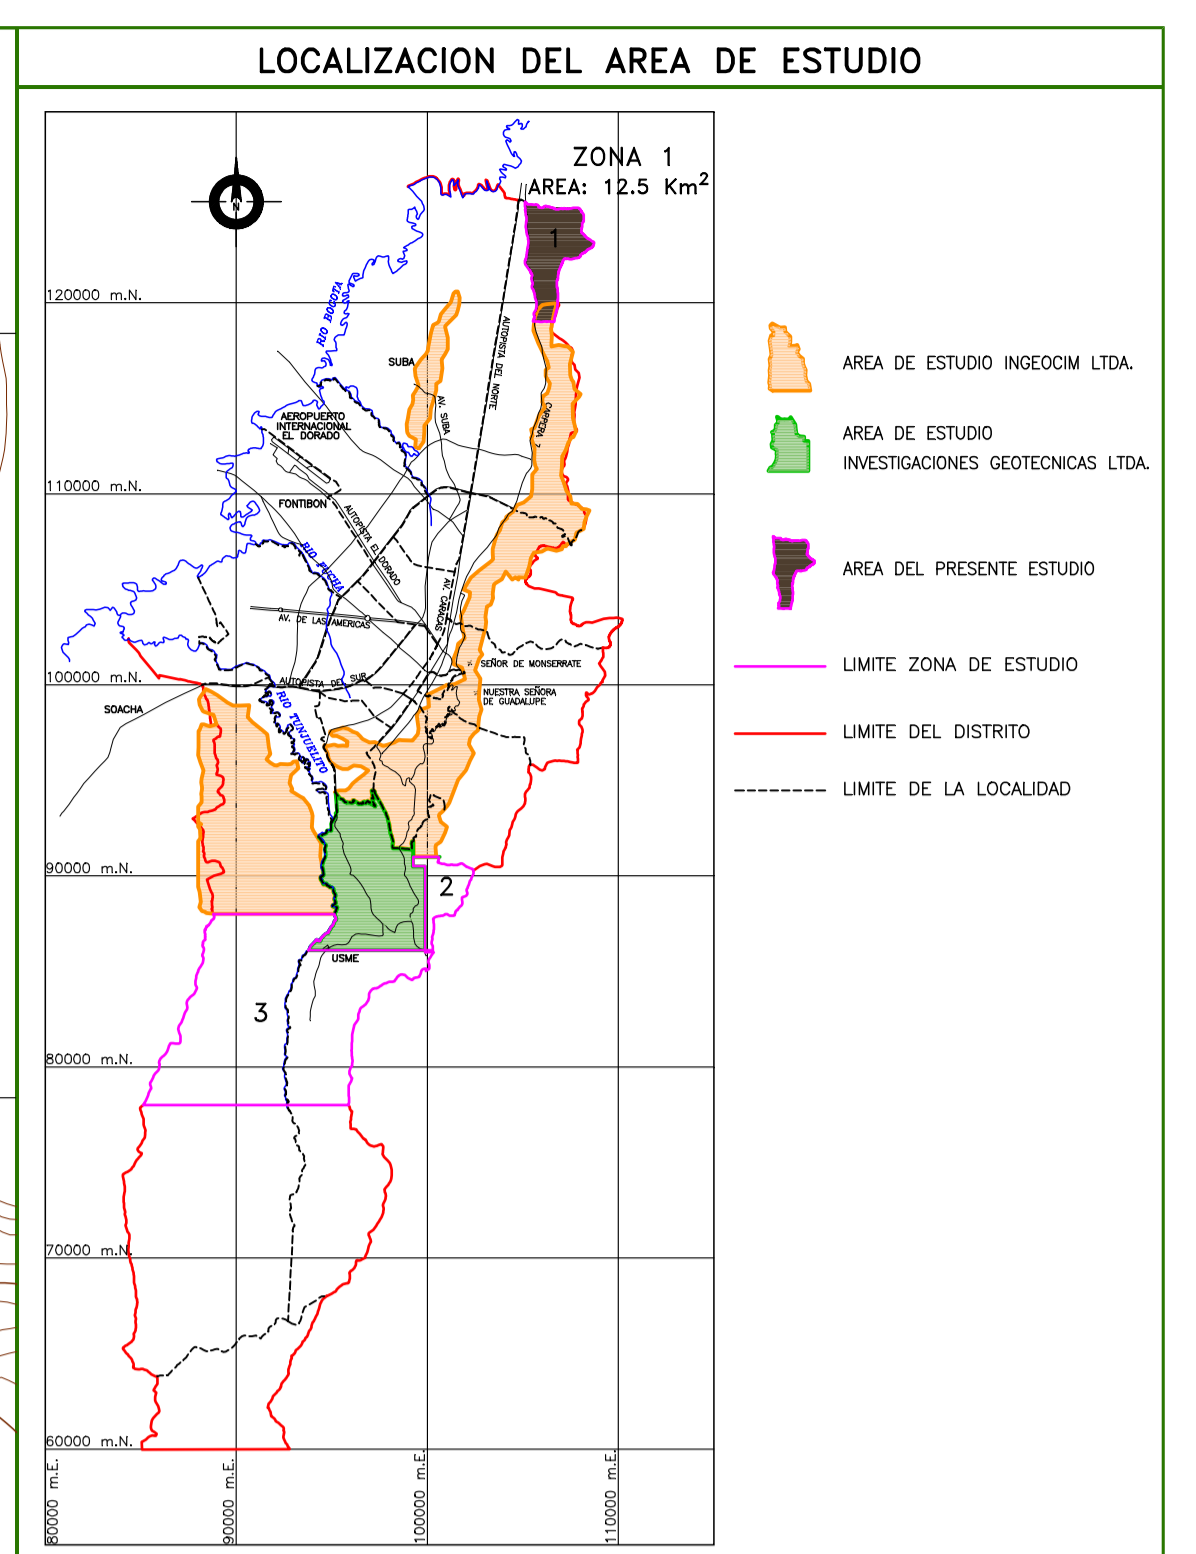 LOCALIZACION DEL AREA DE ESTUDIO
ZONA 1
AREA: 12.5 Km²
N
1
120000 m.N.
RIO BOGOTA
AUTOPISTA DEL NORTE
SUBA
AV. SUBA
CARRERA 7
AEROPUERTO
INTERNACIONAL
EL DORADO
110000 m.N.
FONTIBON
AUTOPISTA EL DORADO
RIO FUCHA
AV. CARACAS
AV. DE LAS AMERICAS
SEÑOR DE MONSERRATE
100000 m.N.
AUTOPISTA DEL SUR
NUESTRA SEÑORA
DE GUADALUPE
SOACHA
RIO TUNJUELITO
90000 m.N.
2
USME
3
80000 m.N.
70000 m.N.
60000 m.N.
80000 m.E.
90000 m.E.
100000 m.E.
110000 m.E.
AREA DE ESTUDIO INGEOCIM LTDA.
AREA DE ESTUDIO
INVESTIGACIONES GEOTECNICAS LTDA.
AREA DEL PRESENTE ESTUDIO
LIMITE ZONA DE ESTUDIO
LIMITE DEL DISTRITO
LIMITE DE LA LOCALIDAD